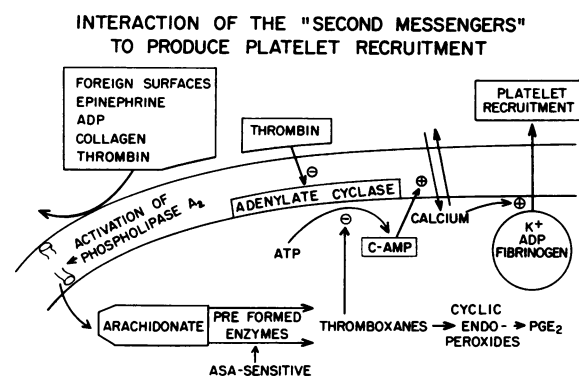 INTERACTION OF THE "SECOND MESSENGERS"
TO PRODUCE PLATELET RECRUITMENT
FOREIGN SURFACES
EPINEPHRINE
ADP
COLLAGEN
THROMBIN
THROMBIN
PLATELET
RECRUITMENT
⊖
ACTIVATION OF
PHOSPHOLIPASE A2
ADENYLATE CYCLASE
⊕
⊖
CALCIUM
⊕
ATP
C-AMP
K+
ADP
FIBRINOGEN
ARACHIDONATE
PRE FORMED
ENZYMES
THROMBOXANES
CYCLIC
ENDO-
PEROXIDES
PGE2
ASA-SENSITIVE